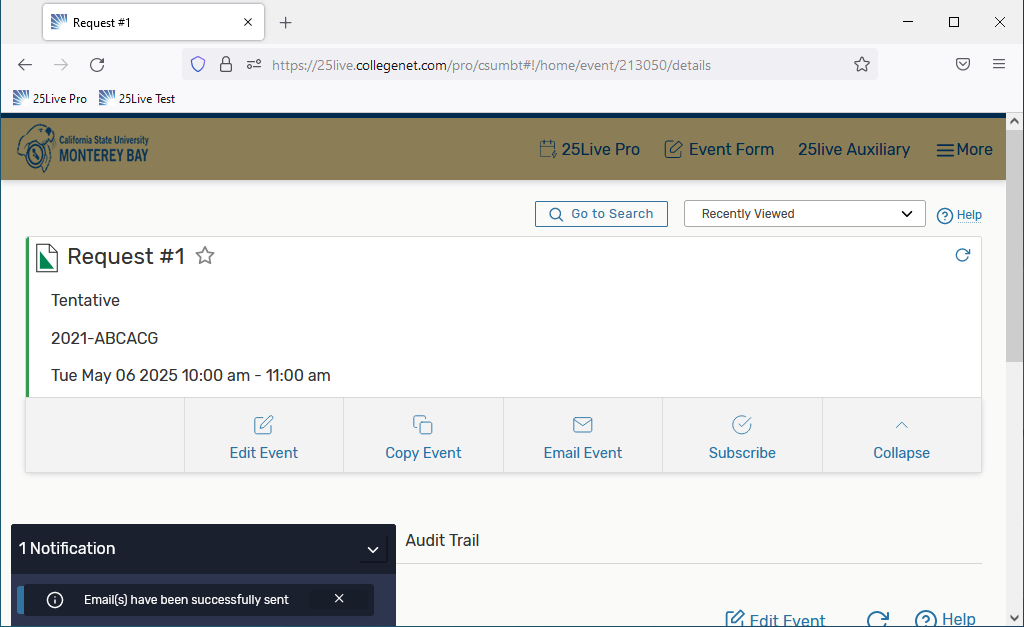 Request #1
https://25live.collegenet.com/pro/csumbt#!/home/event/213050/details
25Live Pro 25Live Test
California State University
MONTEREY BAY
25Live Pro Event Form 25live Auxiliary More
Go to Search Recently Viewed Help
Request #1
Tentative
2021-ABCACG
Tue May 06 2025 10:00 am - 11:00 am
Edit Event Copy Event Email Event Subscribe Collapse
1 Notification
Audit Trail
Email(s) have been successfully sent
Edit Event Help